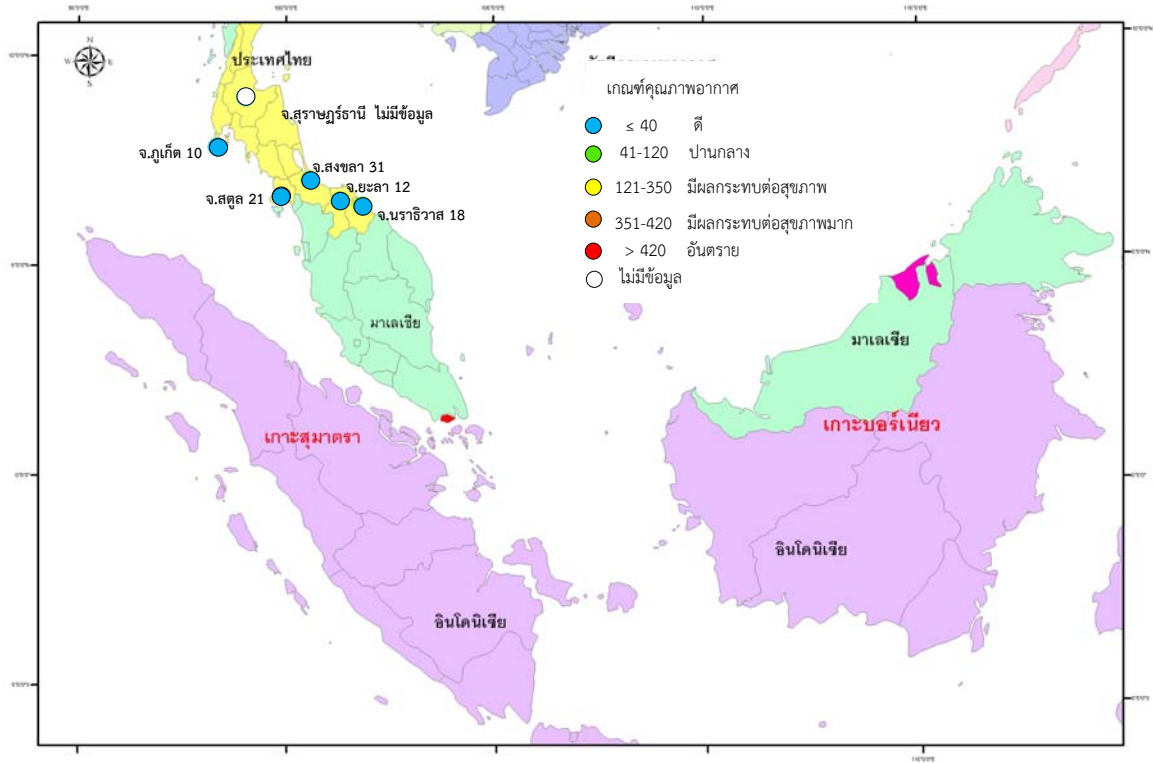 N
W E
S
ประเทศไทย
จ.สุราษฎร์ธานี ไม่มีข้อมูล
จ.ภูเก็ต 10
จ.สงขลา 31
จ.ยะลา 12
จ.สตูล 21
จ.นราธิวาส 18
เกณฑ์คุณภาพอากาศ
≤ 40 ดี
41-120 ปานกลาง
121-350 มีผลกระทบต่อสุขภาพ
351-420 มีผลกระทบต่อสุขภาพมาก
> 420 อันตราย
ไม่มีข้อมูล
มาเลเซีย
มาเลเซีย
เกาะสุมาตรา
เกาะบอร์เนียว
อินโดนิเซีย
อินโดนิเซีย